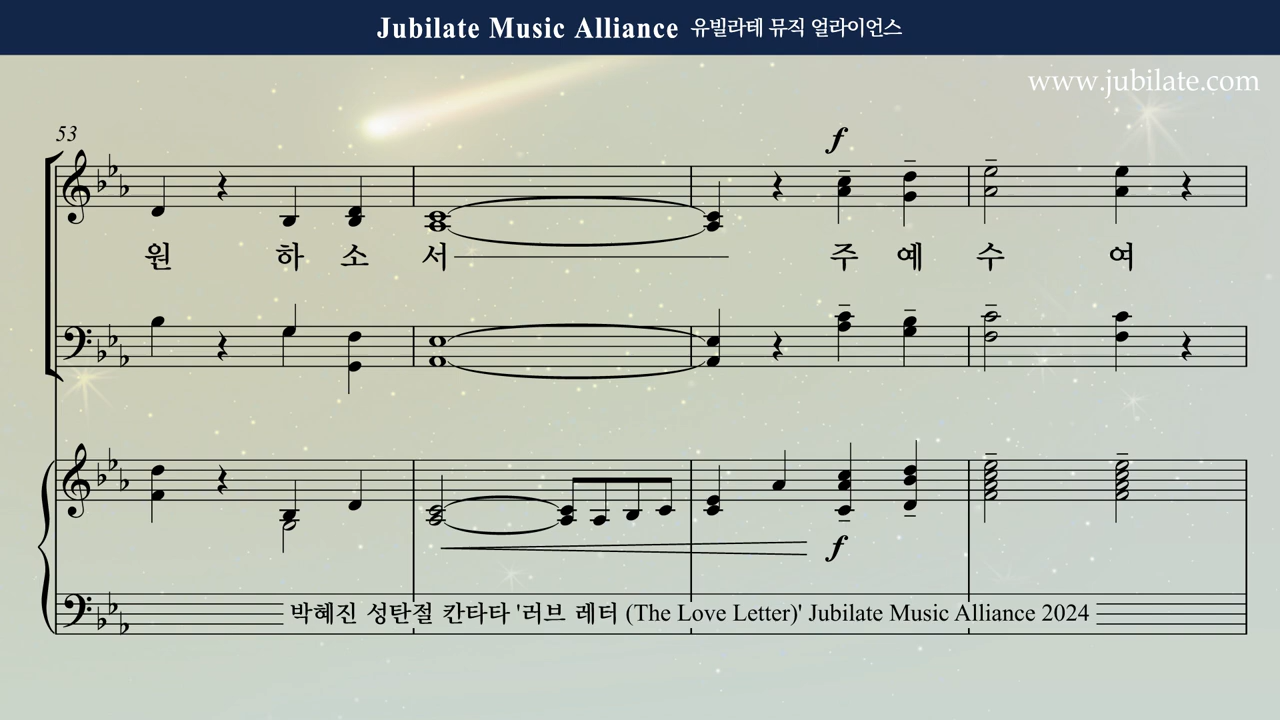 Jubilate Music Alliance 유빌라테 뮤직 얼라이언스
www.jubilate.com
53
f
원 하 소 서 주 예 수 여
f
박혜진 성탄절 칸타타 '러브 레터 (The Love Letter)' Jubilate Music Alliance 2024